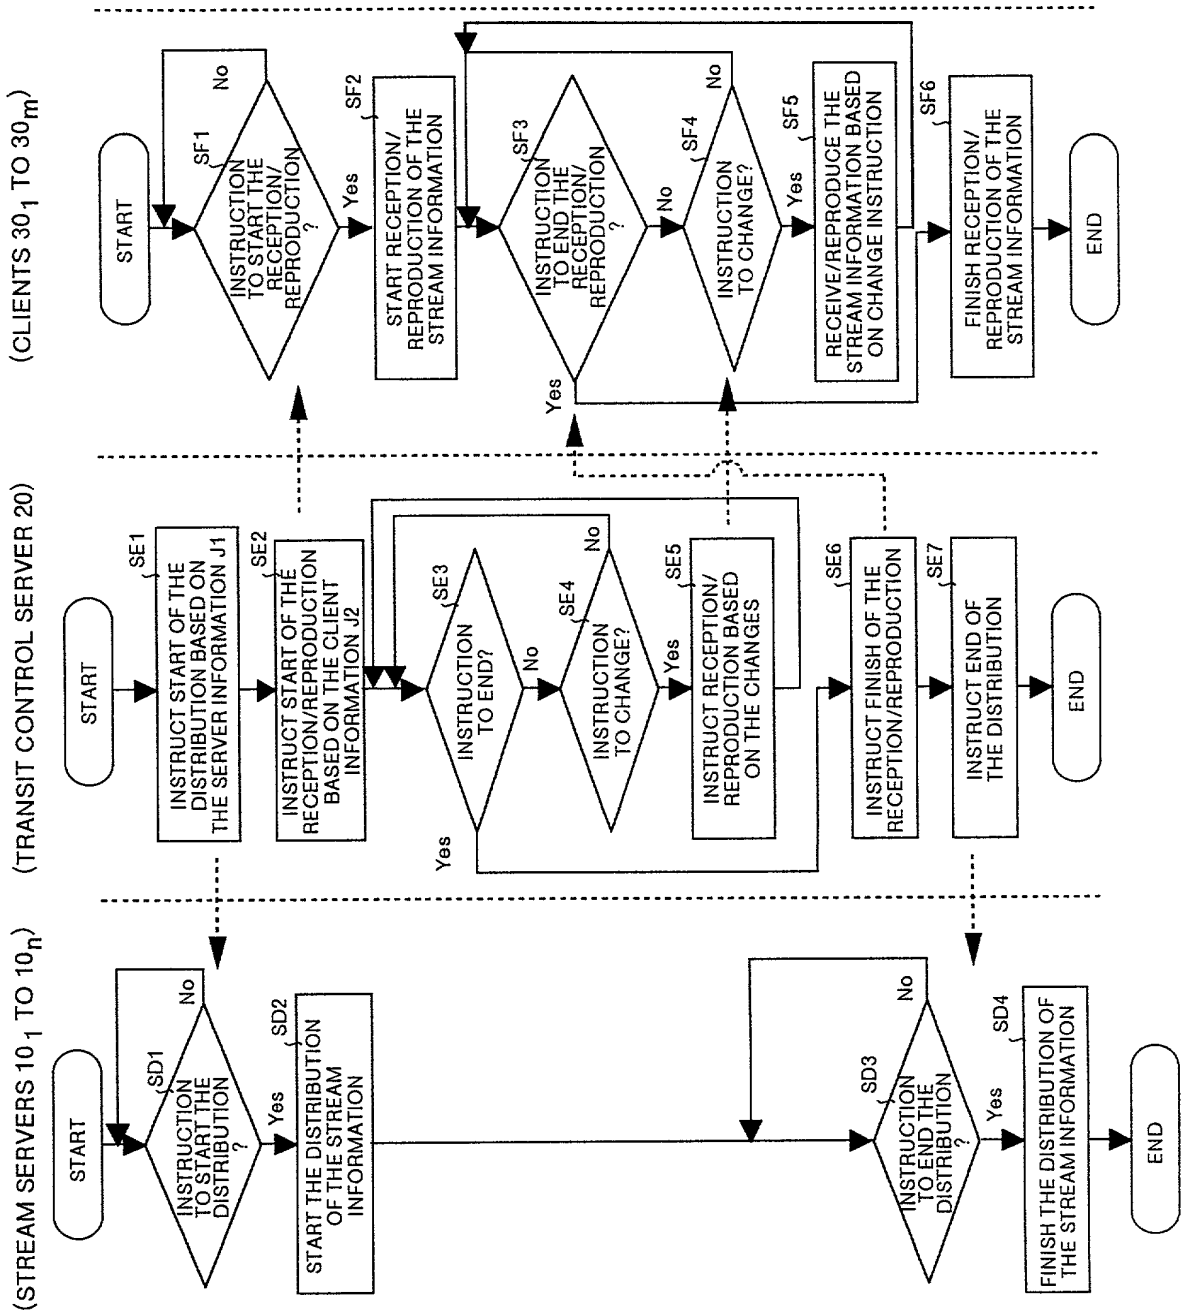 (STREAM SERVERS 10₁ TO 10ₙ)
START
SD1
INSTRUCTION
TO START THE
DISTRIBUTION
?
No
Yes
SD2
START THE DISTRIBUTION
OF THE STREAM
INFORMATION
SD3
INSTRUCTION
TO END THE
DISTRIBUTION
?
No
Yes
SD4
FINISH THE DISTRIBUTION OF
THE STREAM INFORMATION
END
(TRANSIT CONTROL SERVER 20)
START
SE1
INSTRUCT START OF THE
DISTRIBUTION BASED ON
THE SERVER INFORMATION J1
SE2
INSTRUCT START OF THE
RECEPTION/REPRODUCTION
BASED ON THE CLIENT
INFORMATION J2
SE3
INSTRUCTION
TO END?
Yes
No
SE4
INSTRUCTION
TO CHANGE?
No
Yes
SE5
INSTRUCT RECEPTION/
REPRODUCTION BASED
ON THE CHANGES
SE6
INSTRUCT FINISH OF THE
RECEPTION/REPRODUCTION
SE7
INSTRUCT END OF
THE DISTRIBUTION
END
(CLIENTS 30₁ TO 30ₘ)
START
SF1
INSTRUCTION
TO START THE
RECEPTION/
REPRODUCTION
?
No
Yes
SF2
START RECEPTION/
REPRODUCTION OF THE
STREAM INFORMATION
SF3
INSTRUCTION
TO END THE
RECEPTION/
REPRODUCTION
?
Yes
No
SF4
INSTRUCTION
TO CHANGE?
No
Yes
SF5
RECEIVE/REPRODUCE THE
STREAM INFORMATION BASED
ON CHANGE INSTRUCTION
SF6
FINISH RECEPTION/
REPRODUCTION OF THE
STREAM INFORMATION
END